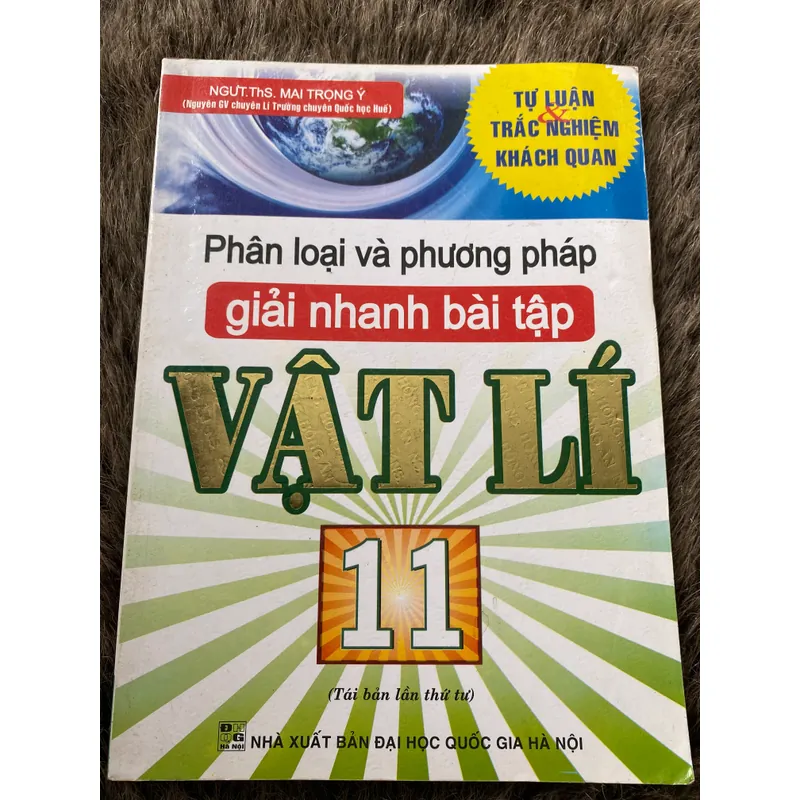 NGƯT.ThS. MAI TRỌNG Ý
(Nguyên GV chuyên Lí Trường chuyên Quốc học Huế)
TỰ LUẬN
&
TRẮC NGHIỆM
KHÁCH QUAN
Phân loại và phương pháp
giải nhanh bài tập
VẬT LÍ
11
(Tái bản lần thứ tư)
Hà Nội
NHÀ XUẤT BẢN ĐẠI HỌC QUỐC GIA HÀ NỘI